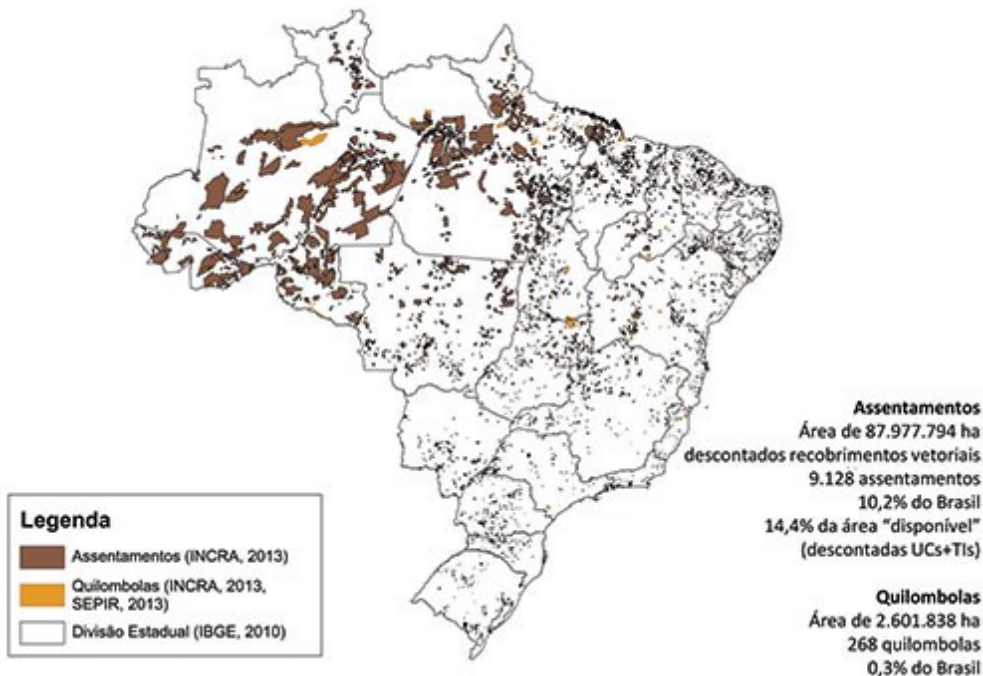 Assentamentos
Área de 87.977.794 ha
descontados recobrimentos vetoriais
9.128 assentamentos
10,2% do Brasil
14,4% da área “disponível”
(descontadas UCs+TIs)
Quilombolas
Área de 2.601.838 ha
268 quilombolas
0,3% do Brasil
Legenda
Assentamentos (INCRA, 2013)
Quilombolas (INCRA, 2013,
SEPIR, 2013)
Divisão Estadual (IBGE, 2010)